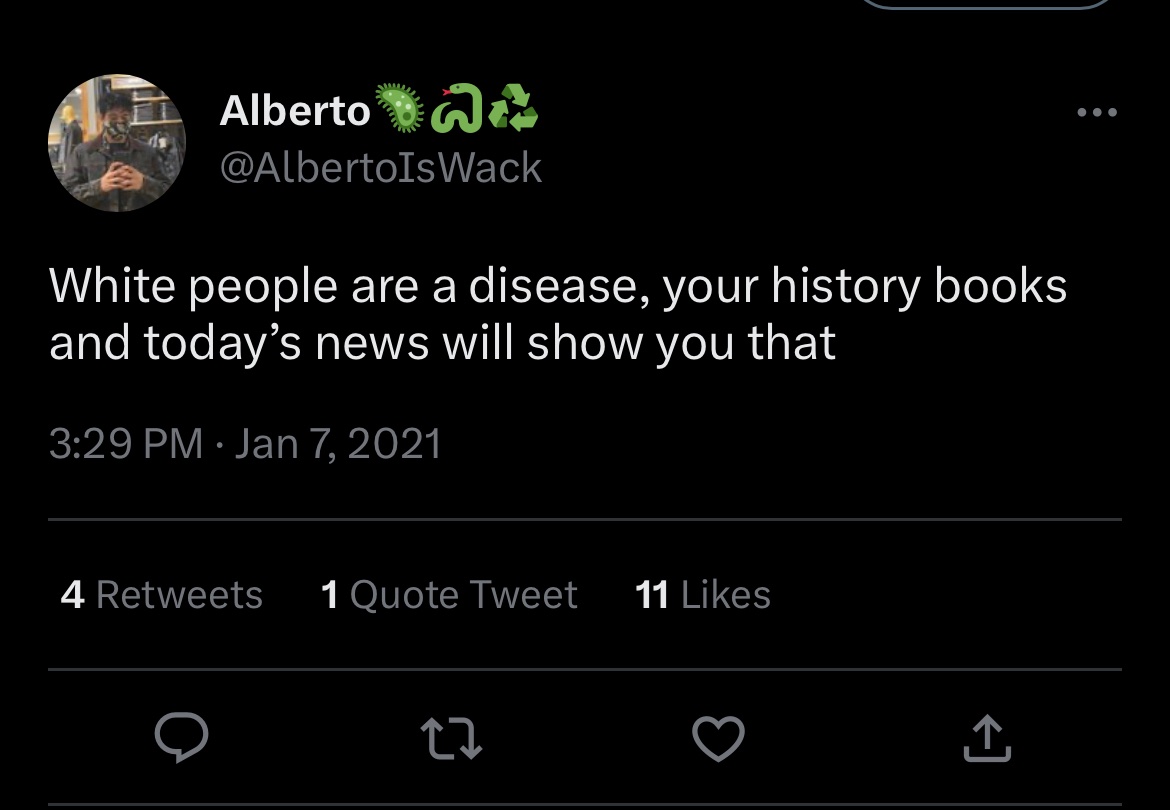 Alberto🦠🐍♻️
@AlbertoIsWack
White people are a disease, your history books
and today’s news will show you that
3:29 PM · Jan 7, 2021
4 Retweets 1 Quote Tweet 11 Likes